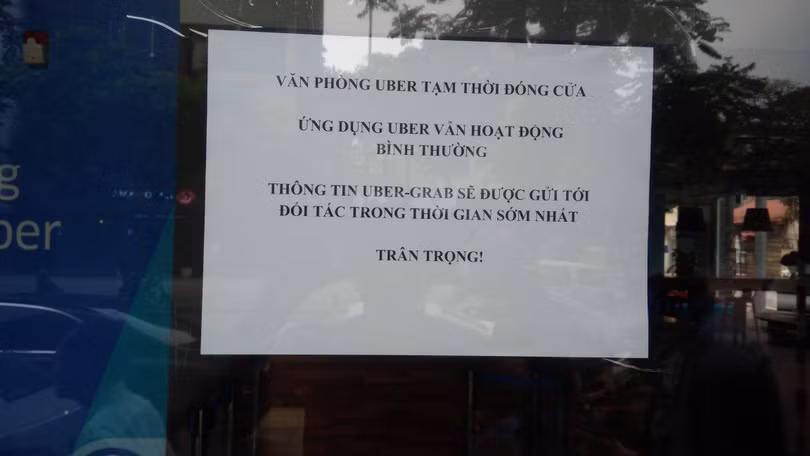 VĂN PHÒNG UBER TẠM THỜI ĐÓNG CỬA
ỨNG DỤNG UBER VẪN HOẠT ĐỘNG
BÌNH THƯỜNG
THÔNG TIN UBER-GRAB SẼ ĐƯỢC GỬI TỚI
ĐỐI TÁC TRONG THỜI GIAN SỚM NHẤT
TRÂN TRỌNG!